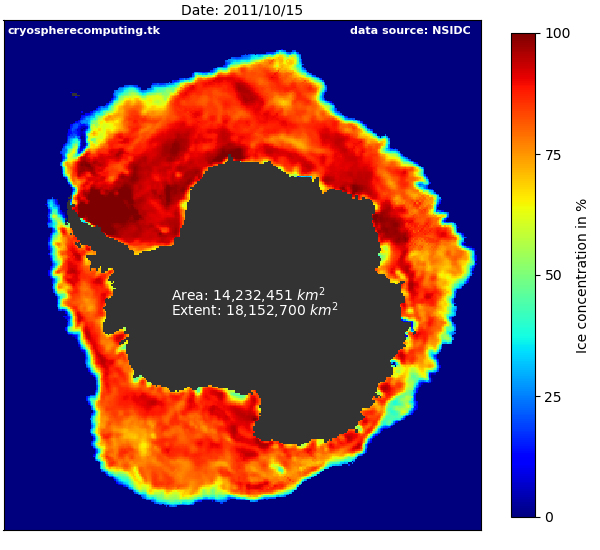 Date: 2011/10/15
cryospherecomputing.tk
data source: NSIDC
Area: 14,232,451 km²
Extent: 18,152,700 km²
100
75
50
25
0
Ice concentration in %